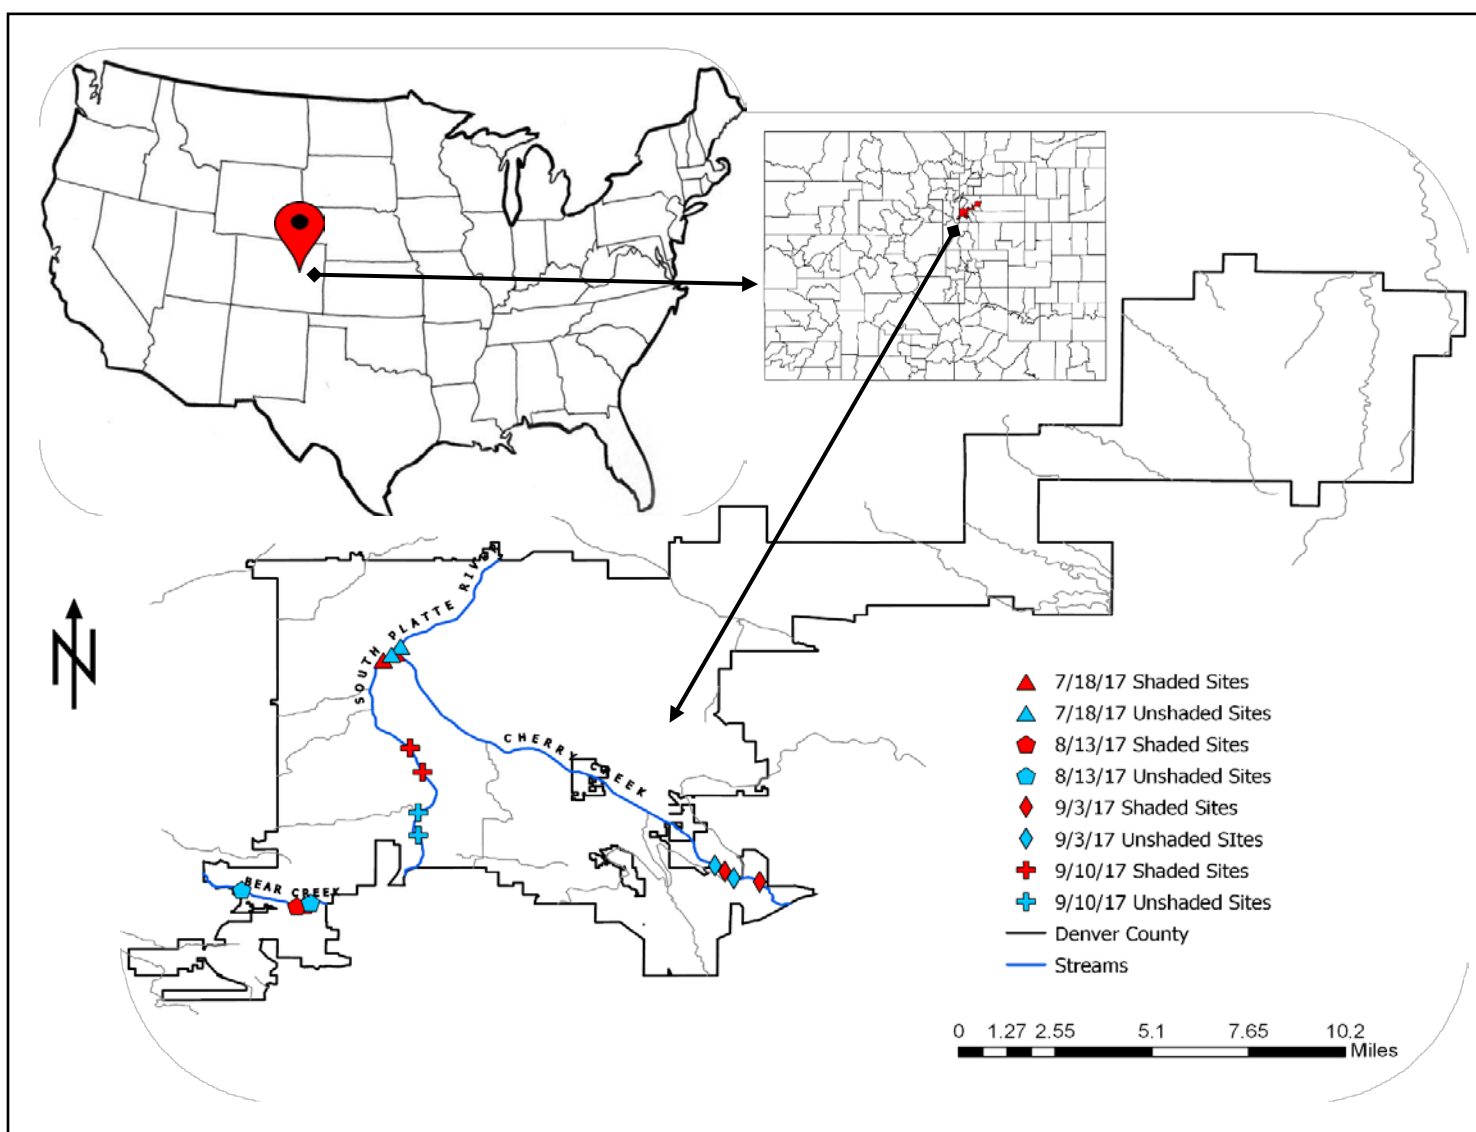 N
SOUTH PLATTE RIVER
CHERRY CREEK
BEAR CREEK
7/18/17 Shaded Sites
7/18/17 Unshaded Sites
8/13/17 Shaded Sites
8/13/17 Unshaded Sites
9/3/17 Shaded Sites
9/3/17 Unshaded SItes
9/10/17 Shaded Sites
9/10/17 Unshaded Sites
Denver County
Streams
0 1.27 2.55 5.1 7.65 10.2
Miles